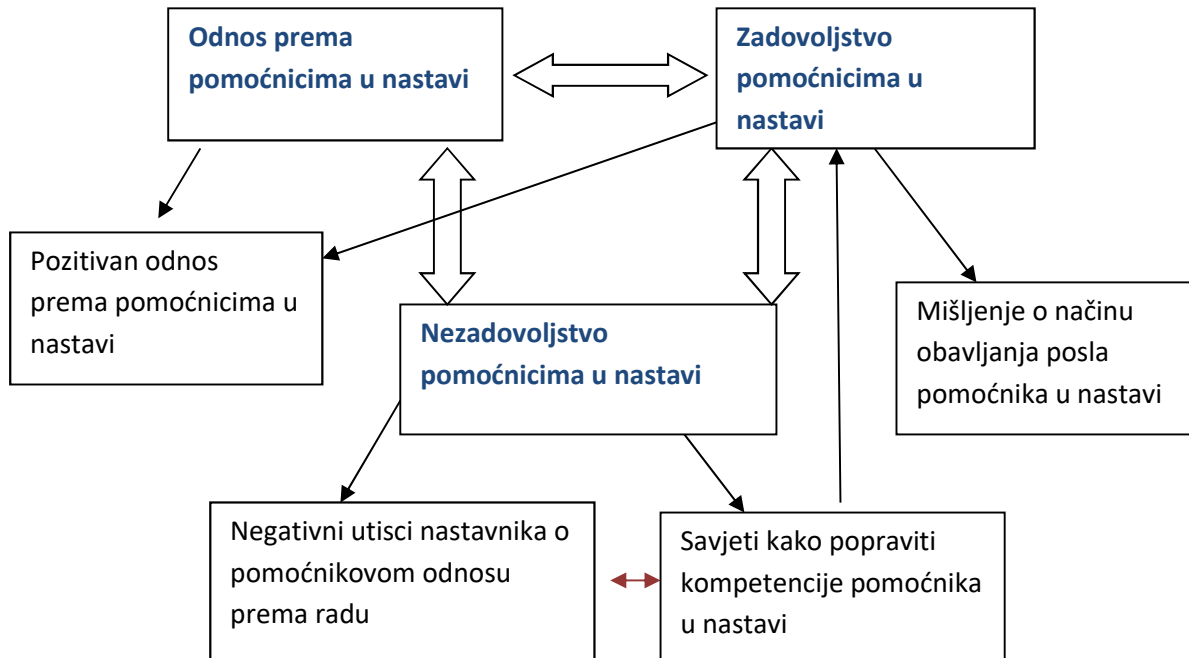 Odnos prema
pomoćnicima u nastavi
Zadovoljstvo
pomoćnicima u
nastavi
Pozitivan odnos
prema pomoćnicima u
nastavi
Nezadovoljstvo
pomoćnicima u nastavi
Mišljenje o načinu
obavljanja posla
pomoćnika u nastavi
Negativni utisci nastavnika o
pomoćnikovom odnosu
prema radu
Savjeti kako popraviti
kompetencije pomoćnika
u nastavi